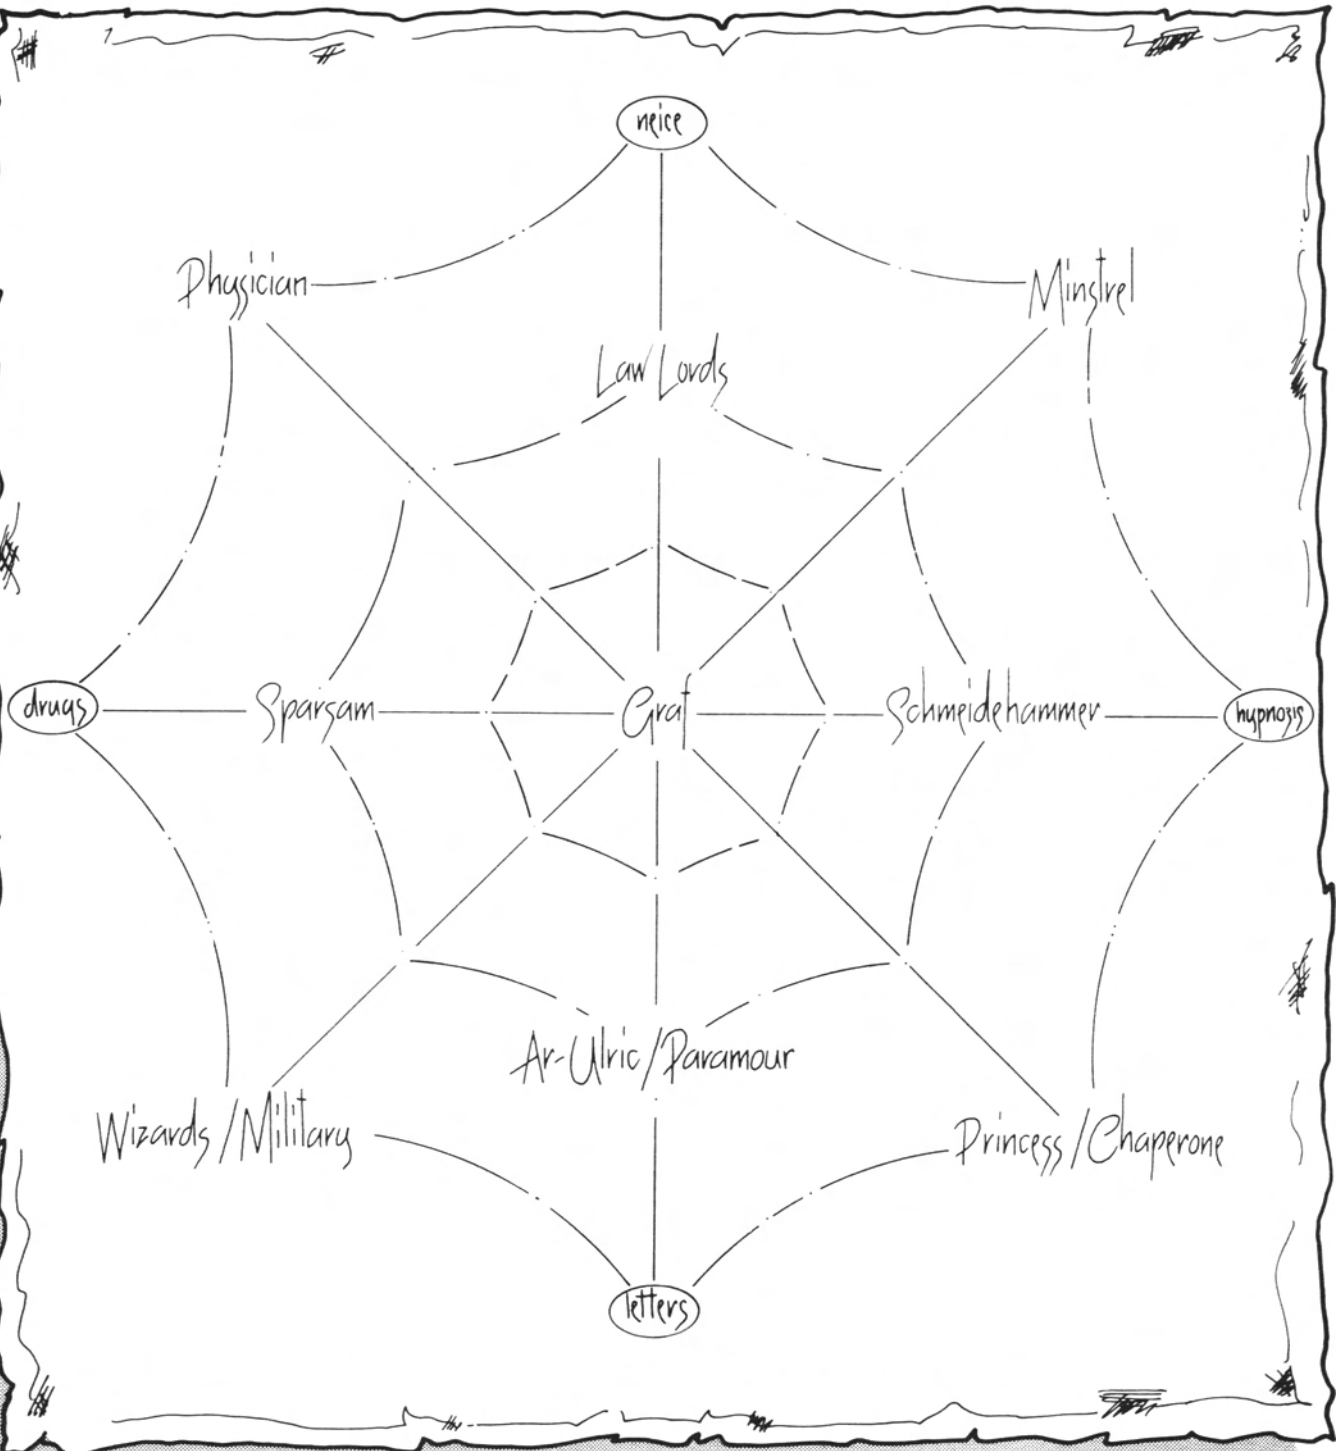 neice
Physician
Minstrel
Law Lords
drugs
Sparsam
Graf
Schmeidehammer
hypnosis
Ar-Ulric/Paramour
Wizards/Military
Princess/Chaperone
letters